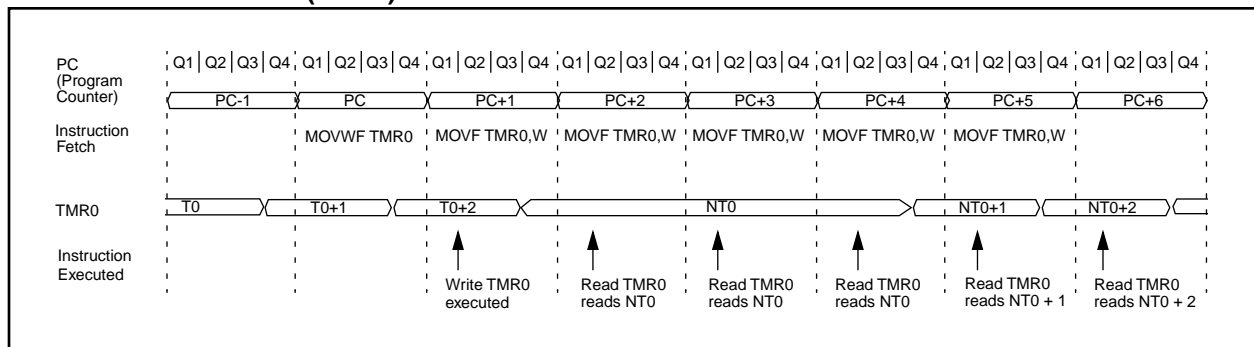 PC
(Program
Counter)
Q1 Q2 Q3 Q4 Q1 Q2 Q3 Q4 Q1 Q2 Q3 Q4 Q1 Q2 Q3 Q4 Q1 Q2 Q3 Q4 Q1 Q2 Q3 Q4 Q1 Q2 Q3 Q4 Q1 Q2 Q3 Q4
PC-1 PC PC+1 PC+2 PC+3 PC+4 PC+5 PC+6
Instruction
Fetch
MOVWF TMR0 MOVF TMR0,W MOVF TMR0,W MOVF TMR0,W MOVF TMR0,W MOVF TMR0,W
TMR0
T0 T0+1 T0+2 NT0 NT0+1 NT0+2
Instruction
Executed
Write TMR0
executed
Read TMR0
reads NT0
Read TMR0
reads NT0
Read TMR0
reads NT0
Read TMR0
reads NT0 + 1
Read TMR0
reads NT0 + 2